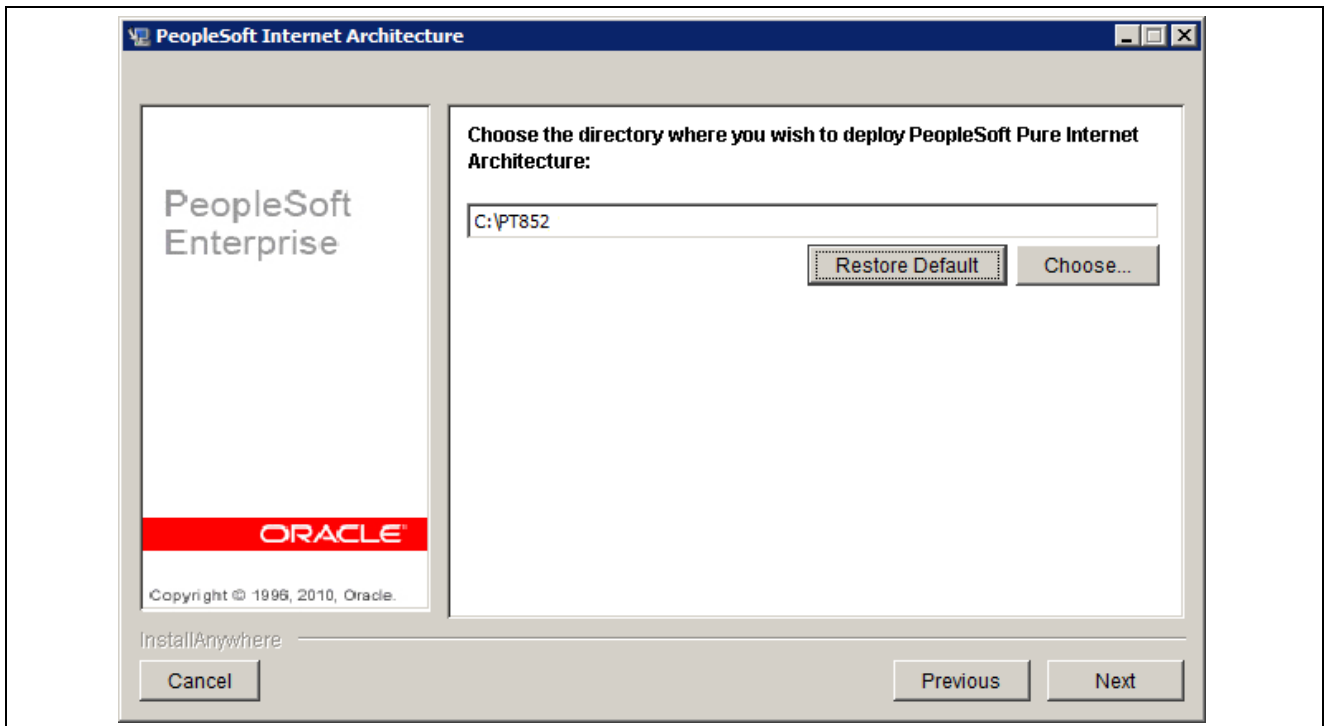 PeopleSoft Internet Architecture
Choose the directory where you wish to deploy PeopleSoft Pure Internet
Architecture:
PeopleSoft
Enterprise
C:\PT852
Restore Default
Choose...
ORACLE
Copyright © 1996, 2010, Oracle.
InstallAnywhere
Cancel
Previous
Next